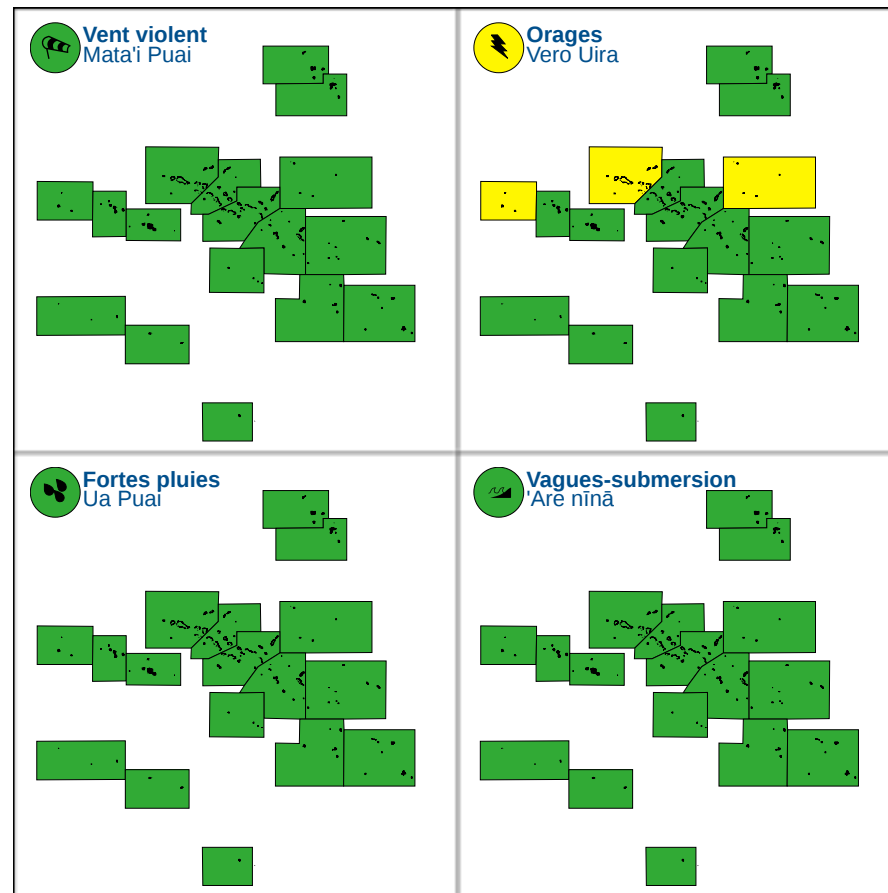 Vent violent
Mata'i Puai
Orages
Vero Uira
Fortes pluies
Ua Puai
Vagues-submersion
'Are nīnā